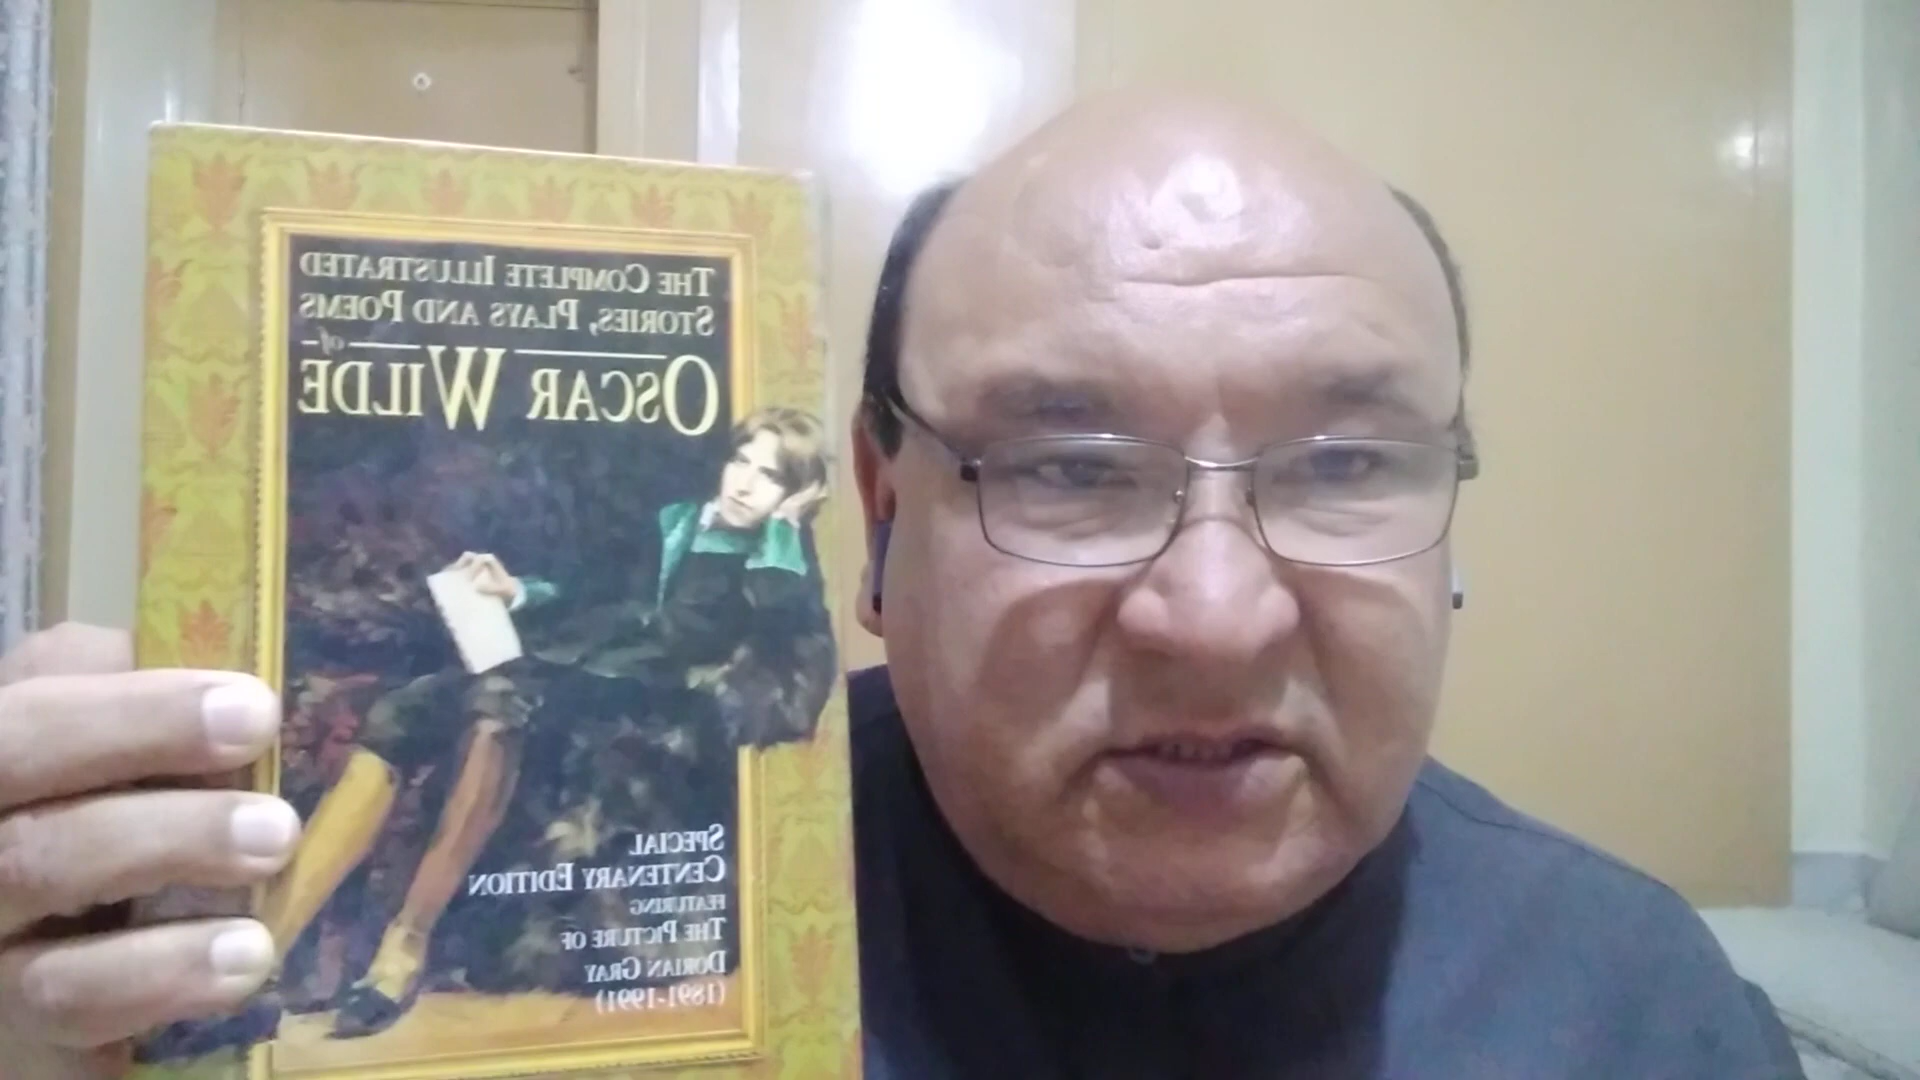 THE COMPLETE ILLUSTRATED
STORIES, PLAYS AND POEMS
of
OSCAR WILDE
SPECIAL
CENTENARY EDITION
FEATURING
THE PICTURE OF
DORIAN GRAY
(1891-1991)